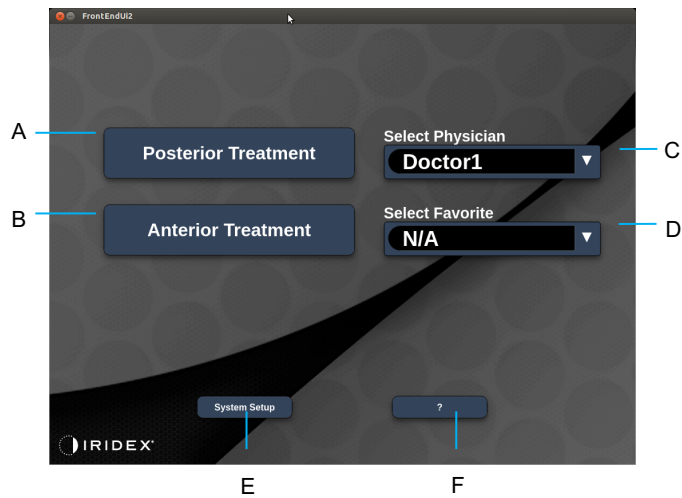 FrontEndUI2
A
Posterior Treatment
Select Physician
Doctor1
C
B
Anterior Treatment
Select Favorite
N/A
D
System Setup
?
IRIDEX
E
F